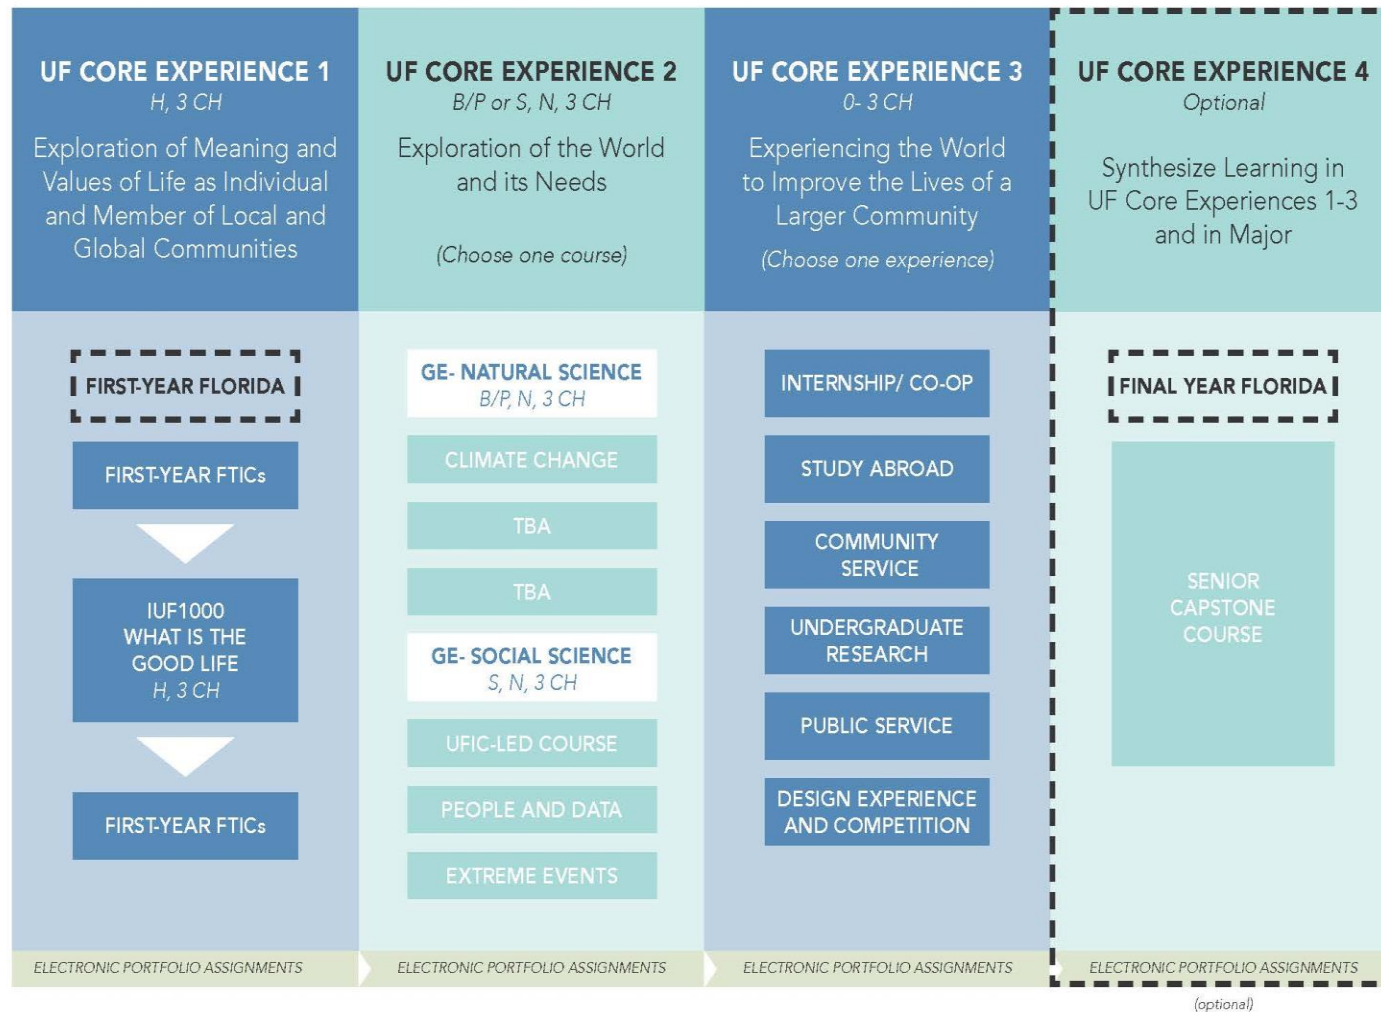 UF CORE EXPERIENCE 1
H, 3 CH
Exploration of Meaning and
Values of Life as Individual
and Member of Local and
Global Communities
FIRST-YEAR FLORIDA
FIRST-YEAR FTICs
IUF1000
WHAT IS THE
GOOD LIFE
H, 3 CH
FIRST-YEAR FTICs
ELECTRONIC PORTFOLIO ASSIGNMENTS
UF CORE EXPERIENCE 2
B/P or S, N, 3 CH
Exploration of the World
and its Needs
(Choose one course)
GE- NATURAL SCIENCE
B/P, N, 3 CH
CLIMATE CHANGE
TBA
TBA
GE- SOCIAL SCIENCE
S, N, 3 CH
UFIC-LED COURSE
PEOPLE AND DATA
EXTREME EVENTS
ELECTRONIC PORTFOLIO ASSIGNMENTS
UF CORE EXPERIENCE 3
0- 3 CH
Experiencing the World
to Improve the Lives of a
Larger Community
(Choose one experience)
INTERNSHIP/ CO-OP
STUDY ABROAD
COMMUNITY
SERVICE
UNDERGRADUATE
RESEARCH
PUBLIC SERVICE
DESIGN EXPERIENCE
AND COMPETITION
ELECTRONIC PORTFOLIO ASSIGNMENTS
UF CORE EXPERIENCE 4
Optional
Synthesize Learning in
UF Core Experiences 1-3
and in Major
FINAL YEAR FLORIDA
SENIOR
CAPSTONE
COURSE
ELECTRONIC PORTFOLIO ASSIGNMENTS
(optional)